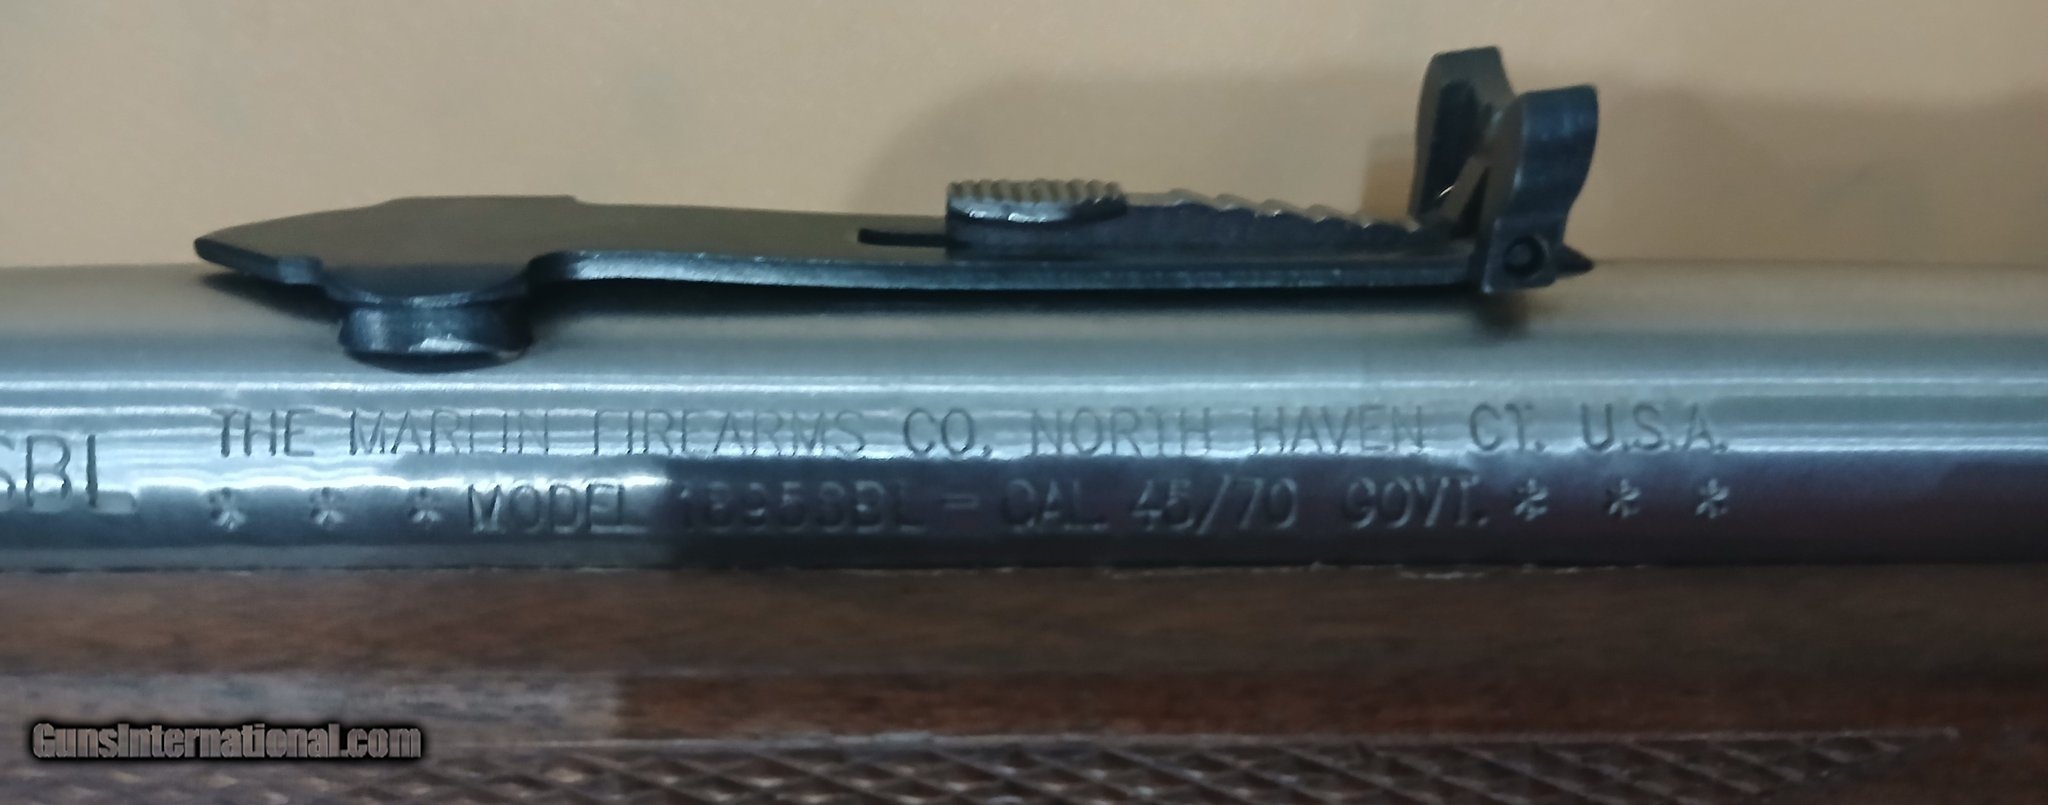 THE MARLIN FIREARMS CO. NORTH HAVEN CT. U.S.A.
SBL * * * MODEL 1895SBL – CAL. 45/70 GOVT. * * *
GunsInternational.com